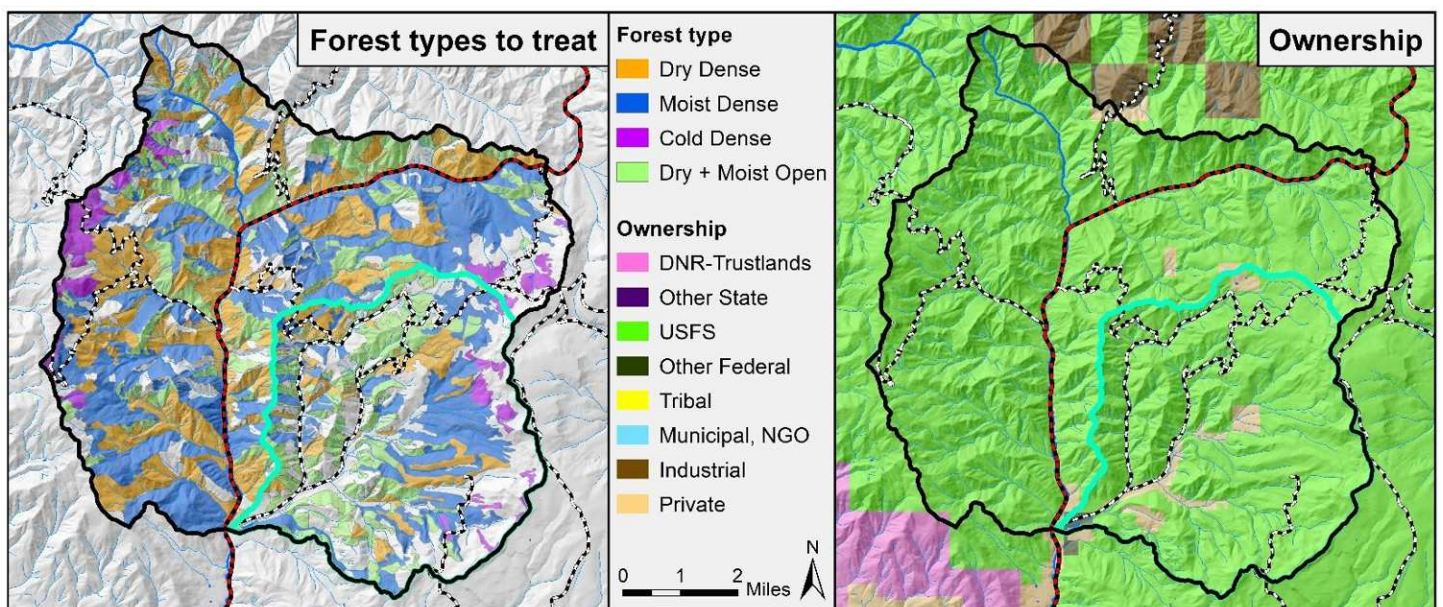 Forest types to treat
Forest type
Dry Dense
Moist Dense
Cold Dense
Dry + Moist Open
Ownership
DNR-Trustlands
Other State
USFS
Other Federal
Tribal
Municipal, NGO
Industrial
Private
N
0 1 2
Miles
Ownership